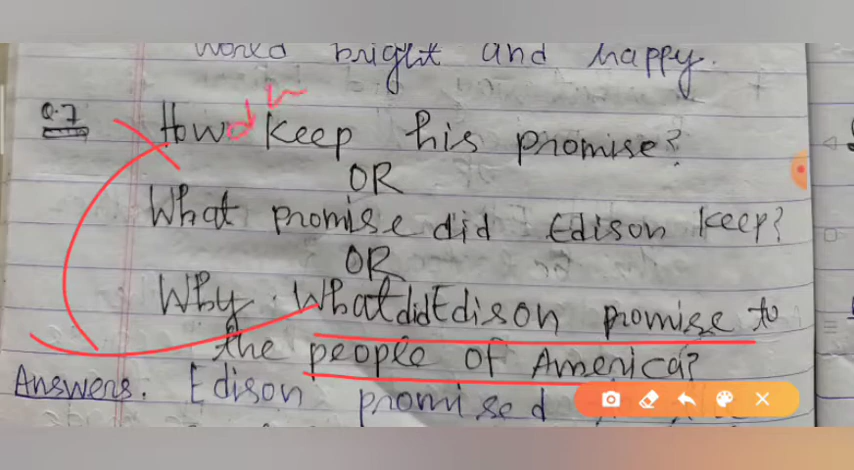 World bright and happy.
Q.7 How keep his promise?
OR
What promise did Edison keep?
OR
Why What did Edison promise to
the people of America?
Answers. Edison promised